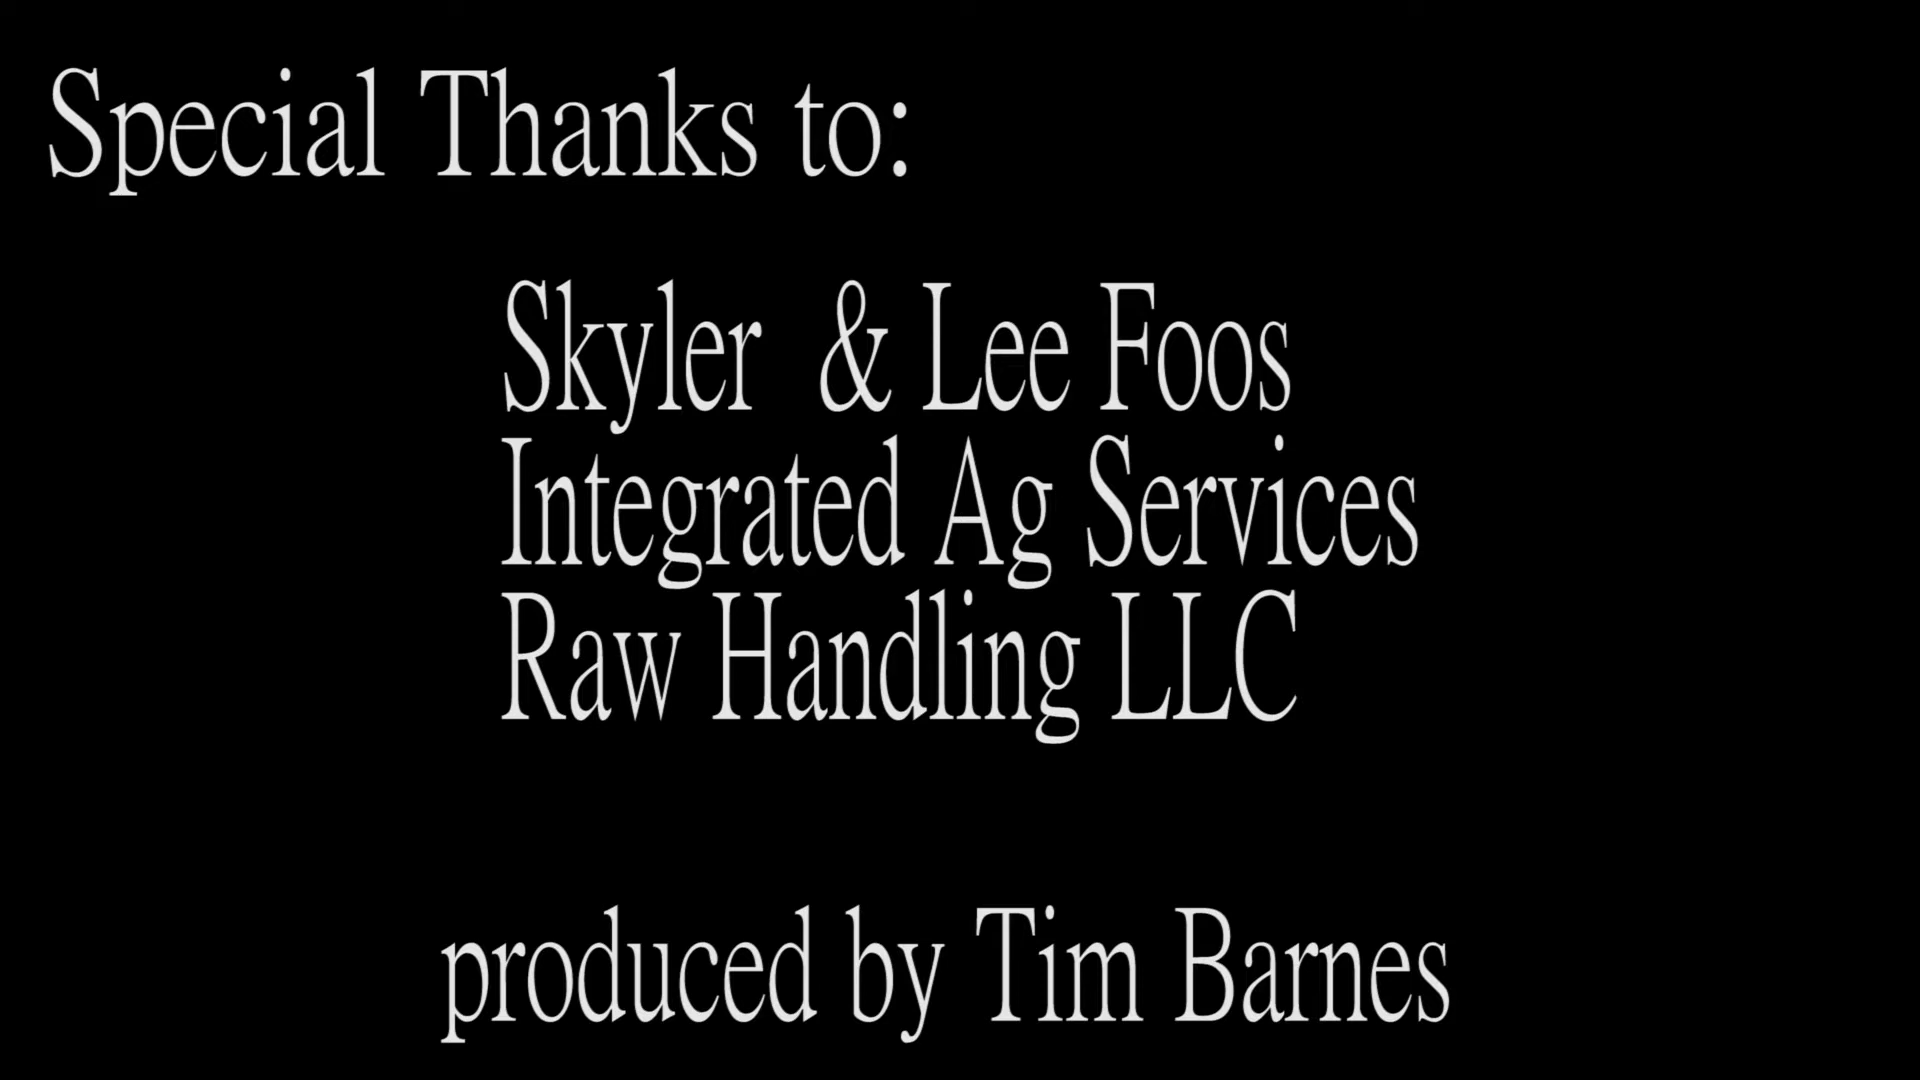 Special Thanks to:
Skyler & Lee Foos
Integrated Ag Services
Raw Handling LLC
produced by Tim Barnes